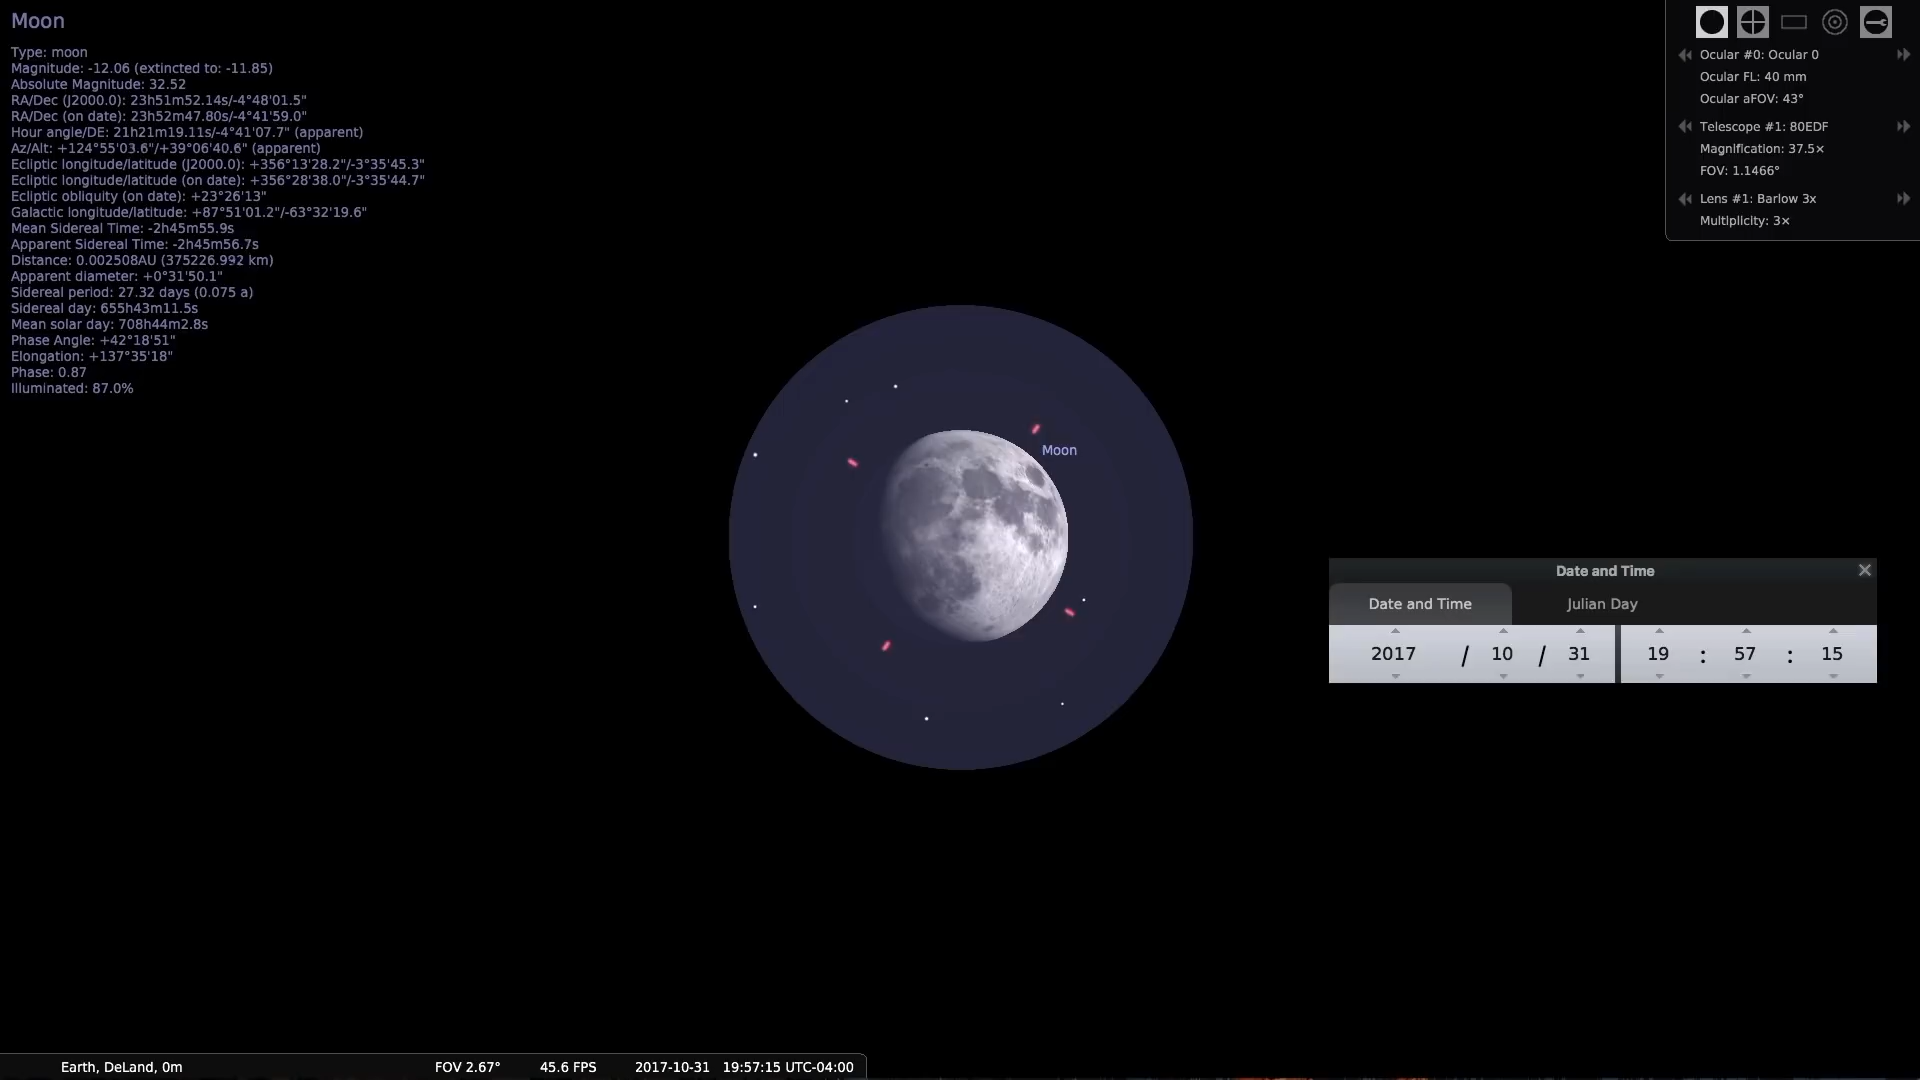 Moon
Type: moon
Magnitude: -12.06 (extincted to: -11.85)
Absolute Magnitude: 32.52
RA/Dec (J2000.0): 23h51m52.14s/-4°48'01.5"
RA/Dec (on date): 23h52m47.80s/-4°41'59.0"
Hour angle/DE: 21h21m19.11s/-4°41'07.7" (apparent)
Az/Alt: +124°55'03.6"/+39°06'40.6" (apparent)
Ecliptic longitude/latitude (J2000.0): +356°13'28.2"/-3°35'45.3"
Ecliptic longitude/latitude (on date): +356°28'38.0"/-3°35'44.7"
Ecliptic obliquity (on date): +23°26'13"
Galactic longitude/latitude: +87°51'01.2"/-63°32'19.6"
Mean Sidereal Time: -2h45m55.9s
Apparent Sidereal Time: -2h45m56.7s
Distance: 0.002508AU (375226.992 km)
Apparent diameter: +0°31'50.1"
Sidereal period: 27.32 days (0.075 a)
Sidereal day: 655h43m11.5s
Mean solar day: 708h44m2.8s
Phase Angle: +42°18'51"
Elongation: +137°35'18"
Phase: 0.87
Illuminated: 87.0%
Ocular #0: Ocular 0
Ocular FL: 40 mm
Ocular aFOV: 43°
Telescope #1: 80EDF
Magnification: 37.5×
FOV: 1.1466°
Lens #1: Barlow 3x
Multiplicity: 3×
Moon
Date and Time
Date and Time Julian Day
2017 / 10 / 31 19 : 57 : 15
Earth, DeLand, 0m FOV 2.67° 45.6 FPS 2017-10-31 19:57:15 UTC-04:00